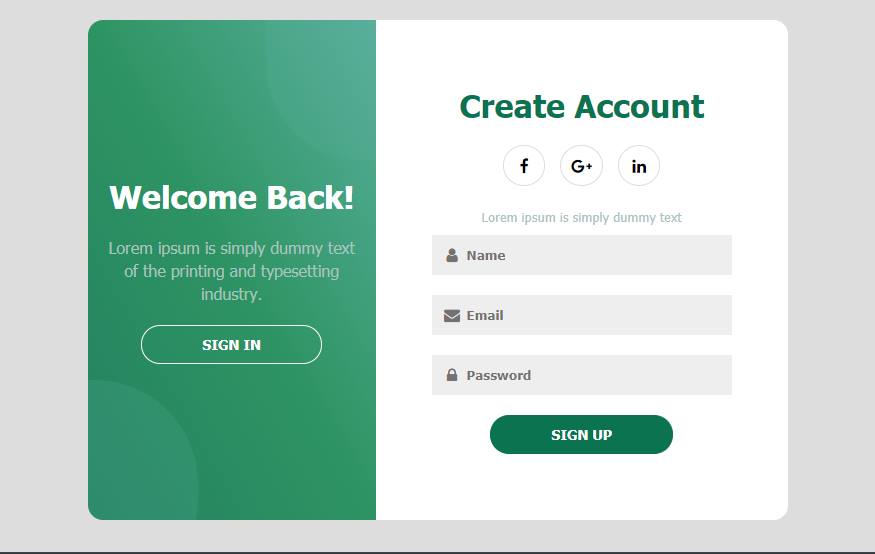 Welcome Back!
Lorem ipsum is simply dummy text
of the printing and typesetting
industry.
SIGN IN
Create Account
f G+ in
Lorem ipsum is simply dummy text
Name
Email
Password
SIGN UP